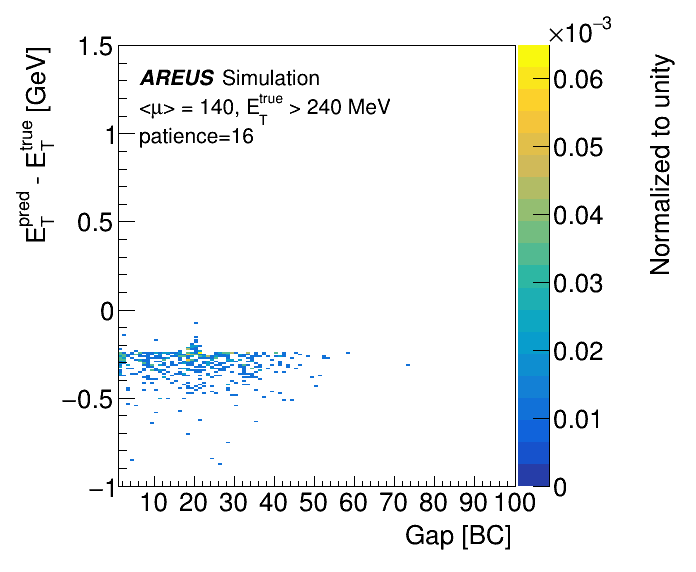 ×10⁻³
1.5
AREUS Simulation
<μ> = 140, E_T^true > 240 MeV
patience=16
1
0.5
0
−0.5
−1
E_T^pred - E_T^true [GeV]
10 20 30 40 50 60 70 80 90 100
Gap [BC]
0.06
0.05
0.04
0.03
0.02
0.01
0
Normalized to unity